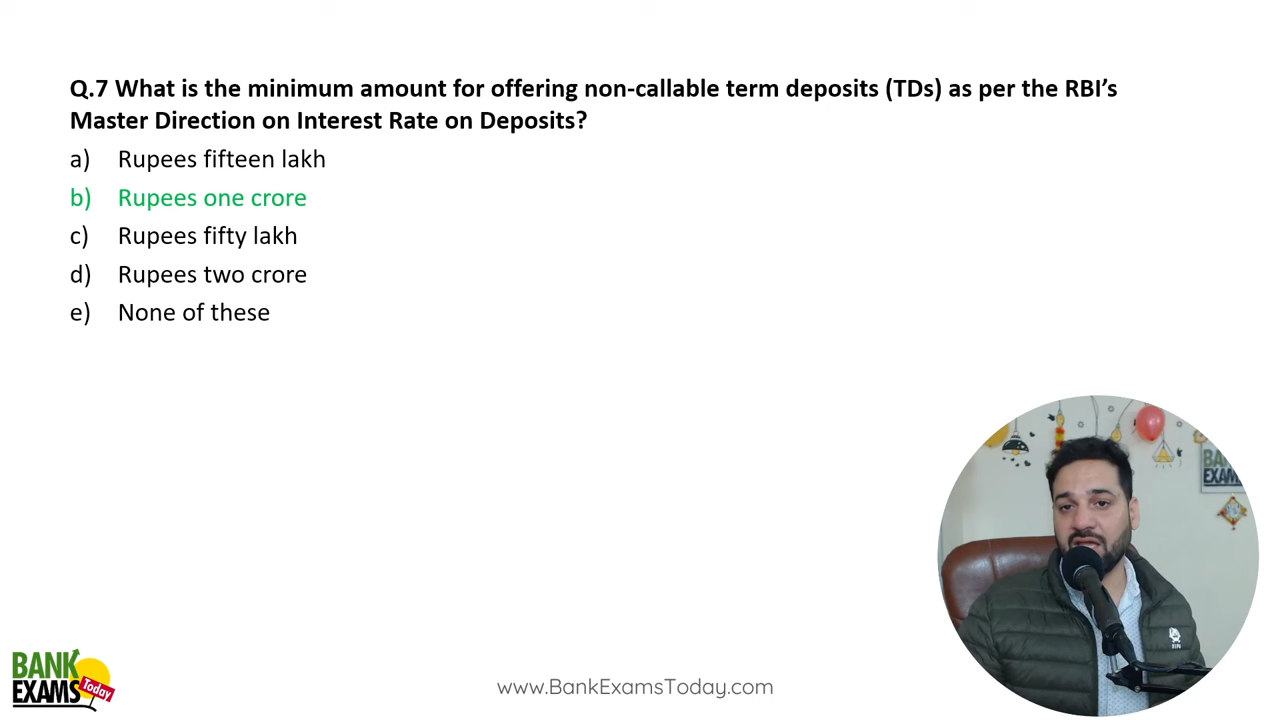 Q.7 What is the minimum amount for offering non-callable term deposits (TDs) as per the RBI’s
Master Direction on Interest Rate on Deposits?
a) Rupees fifteen lakh
b) Rupees one crore
c) Rupees fifty lakh
d) Rupees two crore
e) None of these
BANK
EXAM
BANK
EXAMS
Today
www.BankExamsToday.com